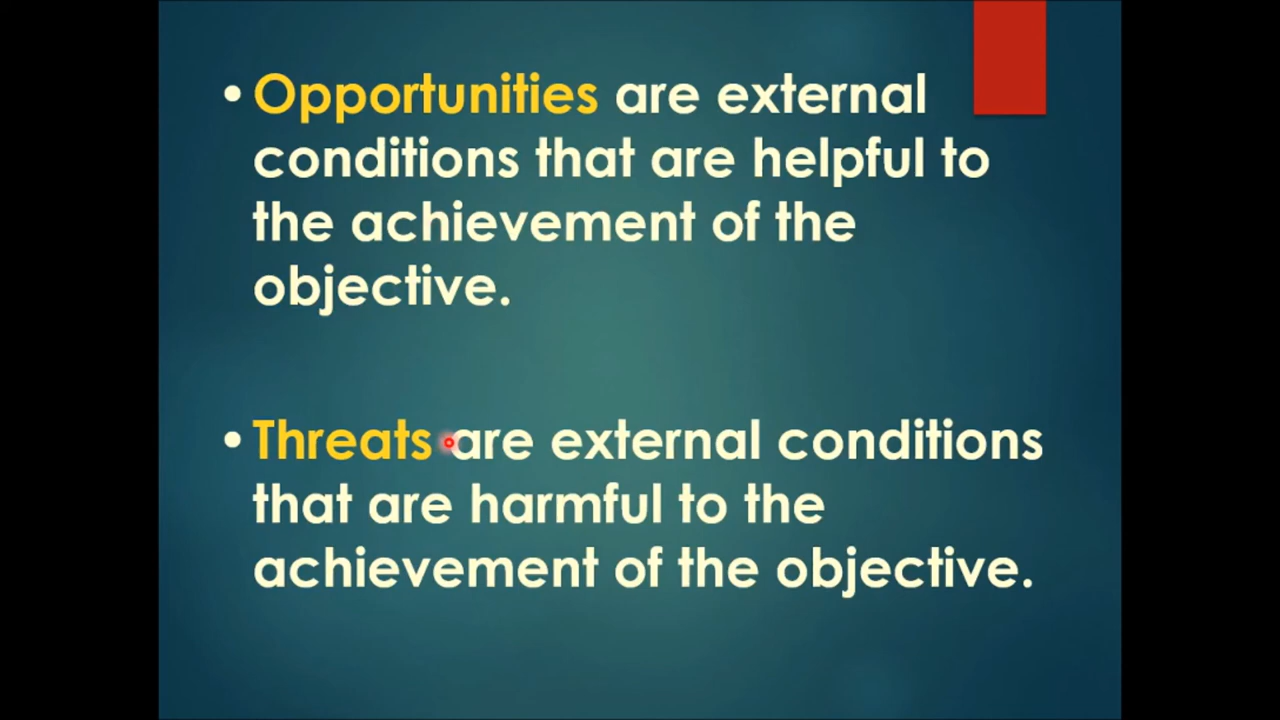 • Opportunities are external
conditions that are helpful to
the achievement of the
objective.
• Threats are external conditions
that are harmful to the
achievement of the objective.